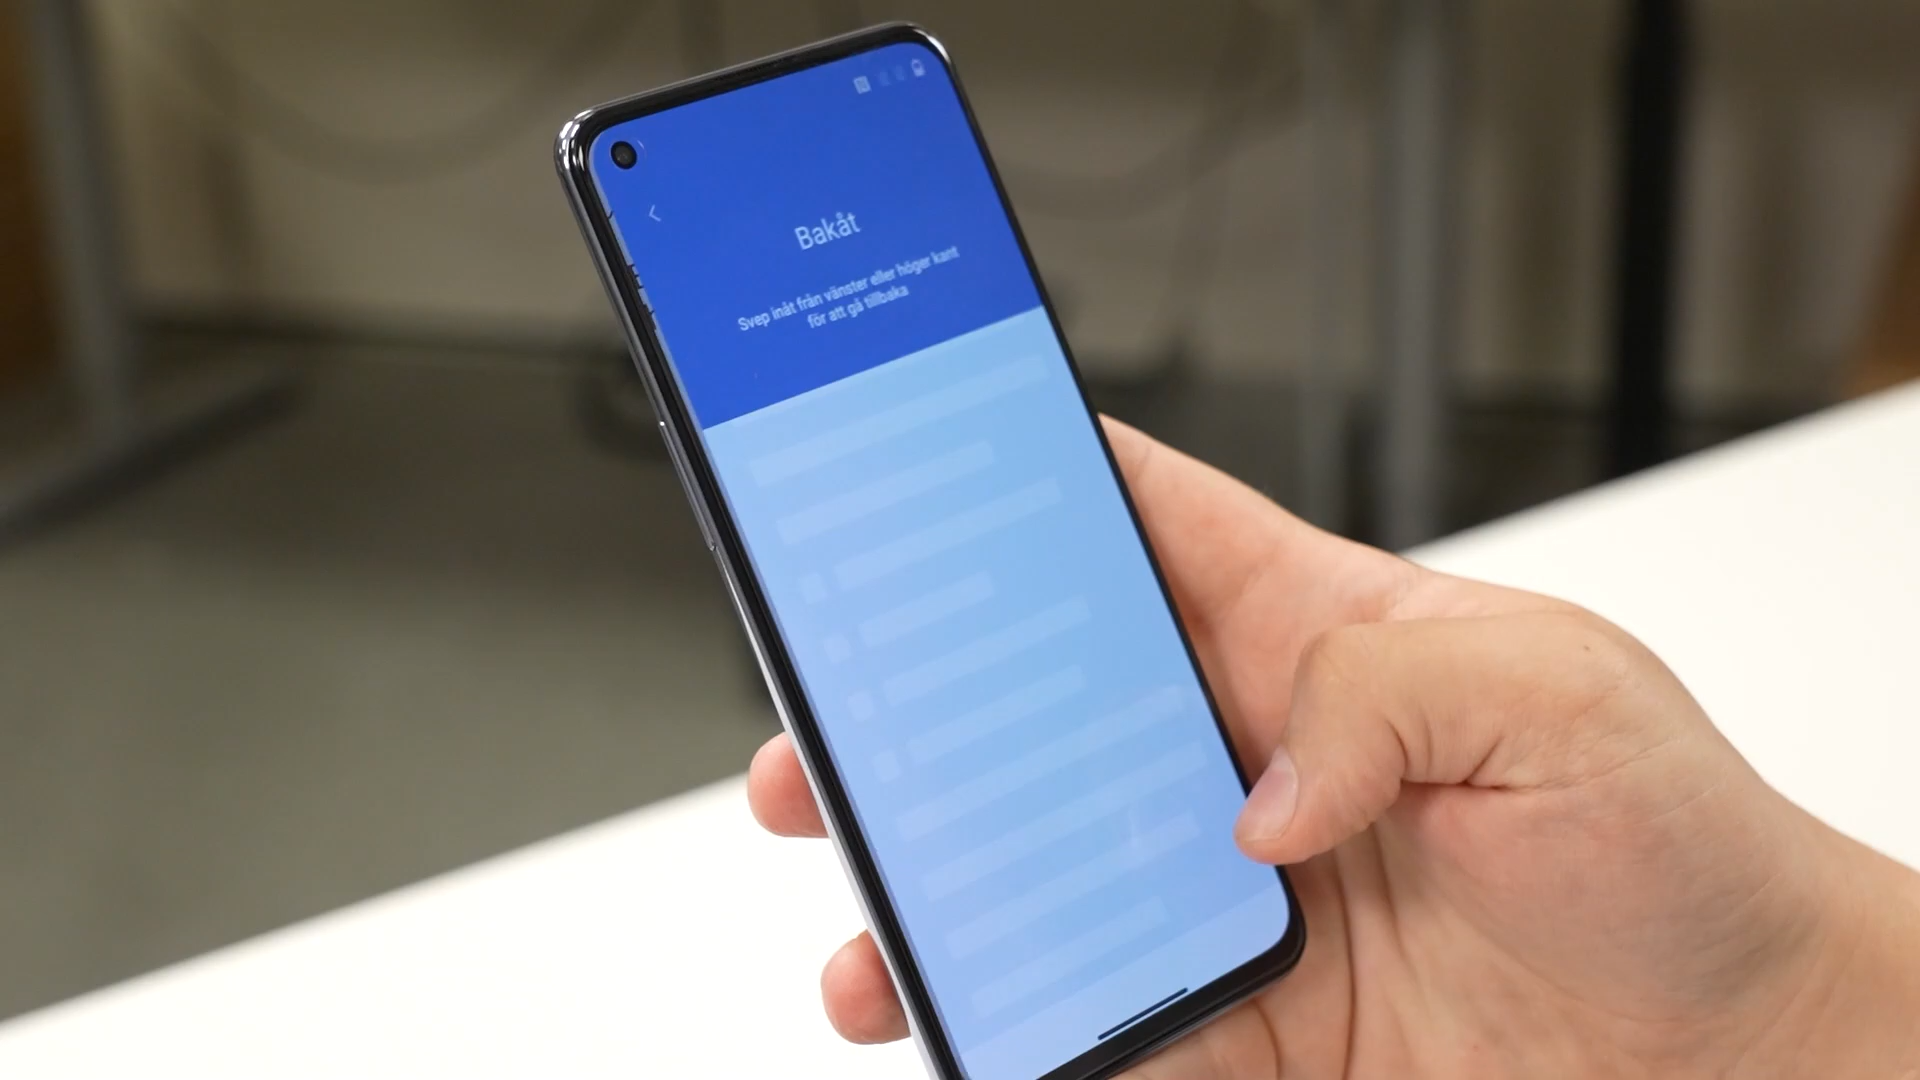 Bakåt
Svep inåt från vänster eller höger kant
för att gå tillbaka